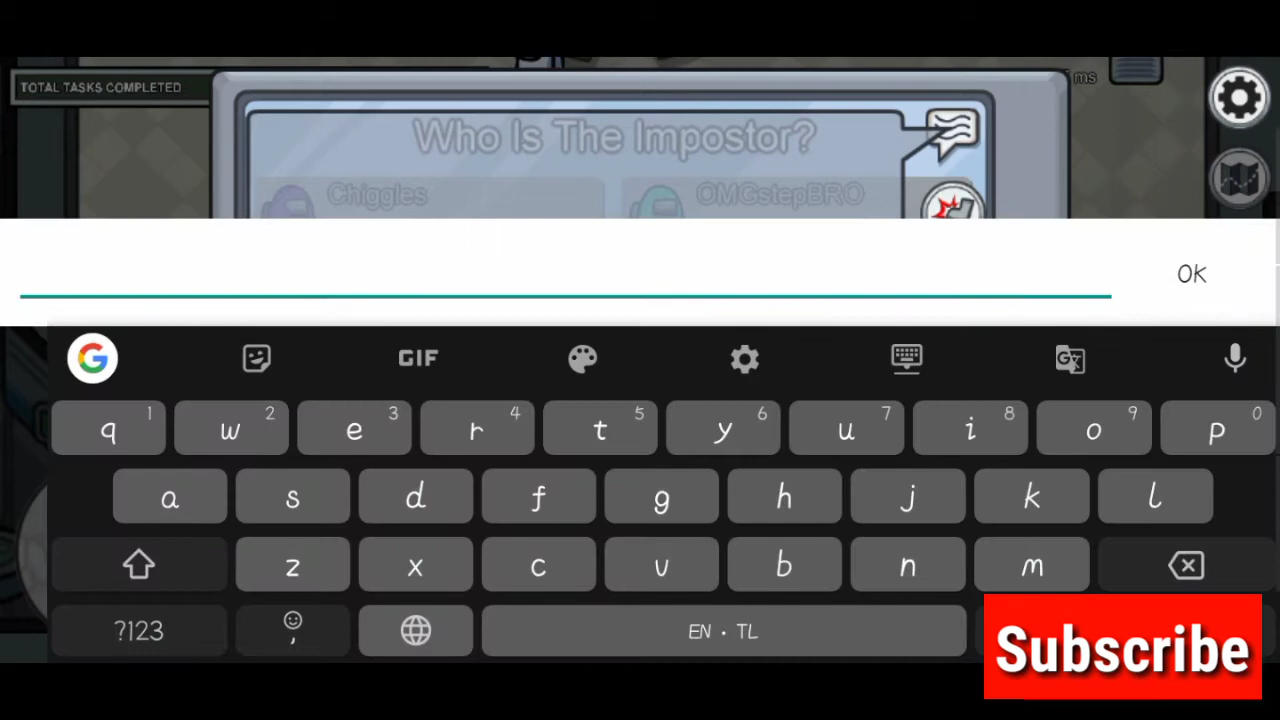 TOTAL TASKS COMPLETED
ms
Who Is The Impostor?
Chiggles
OMGstepBRO
OK
G
GIF
G
q 1 w 2 e 3 r 4 t 5 y 6 u 7 i 8 o 9 p 0
a s d f g h j k l
z x c v b n m
?123
,
EN • TL
Subscribe